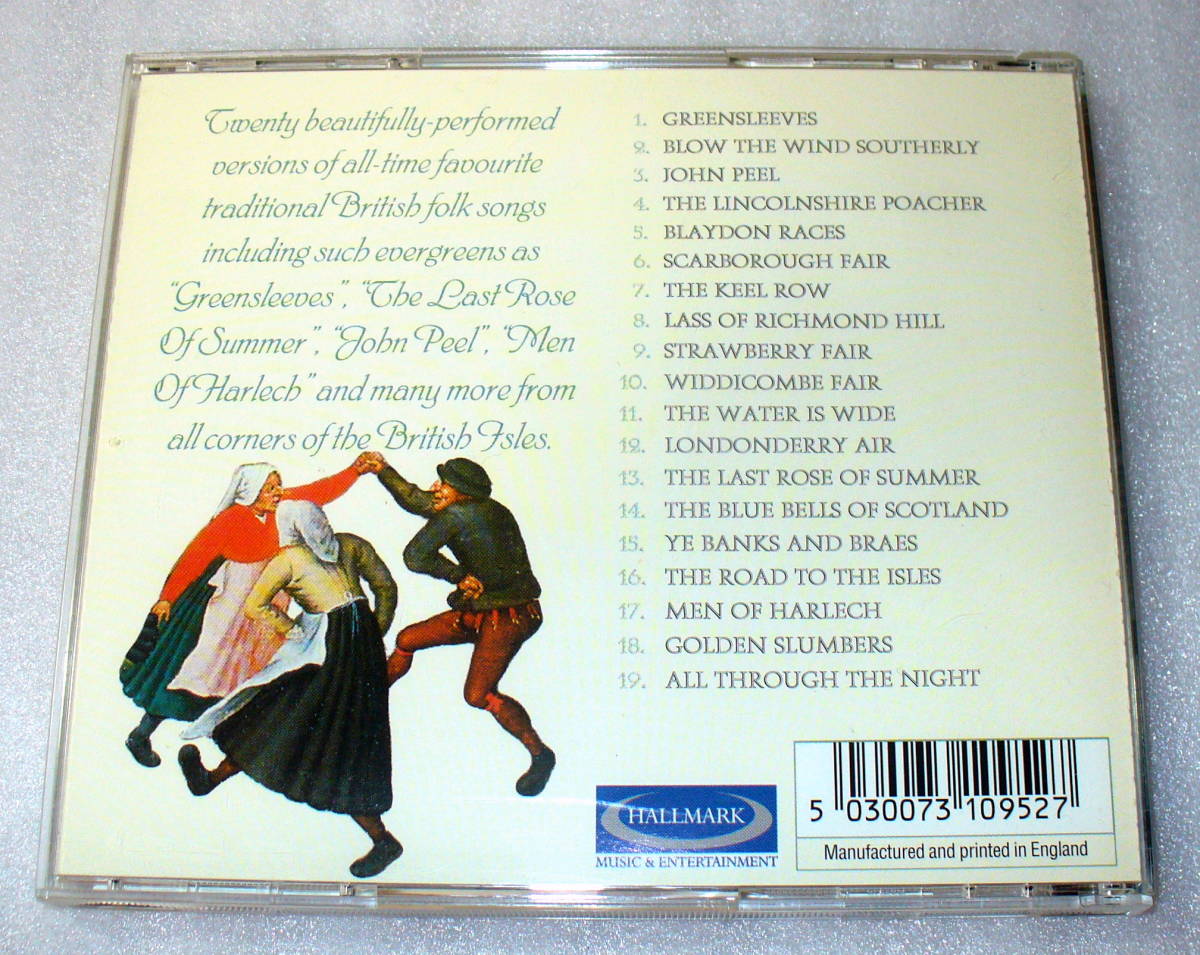 Twenty beautifully-performed
versions of all-time favourite
traditional British folk songs
including such evergreens as
"Greensleeves", "The Last Rose
Of Summer", "John Peel", "Men
Of Harlech" and many more from
all corners of the British Isles.
1. GREENSLEEVES
2. BLOW THE WIND SOUTHERLY
3. JOHN PEEL
4. THE LINCOLNSHIRE POACHER
5. BLAYDON RACES
6. SCARBOROUGH FAIR
7. THE KEEL ROW
8. LASS OF RICHMOND HILL
9. STRAWBERRY FAIR
10. WIDDICOMBE FAIR
11. THE WATER IS WIDE
12. LONDONDERRY AIR
13. THE LAST ROSE OF SUMMER
14. THE BLUE BELLS OF SCOTLAND
15. YE BANKS AND BRAES
16. THE ROAD TO THE ISLES
17. MEN OF HARLECH
18. GOLDEN SLUMBERS
19. ALL THROUGH THE NIGHT
HALLMARK
MUSIC & ENTERTAINMENT
5 030073 109527
Manufactured and printed in England